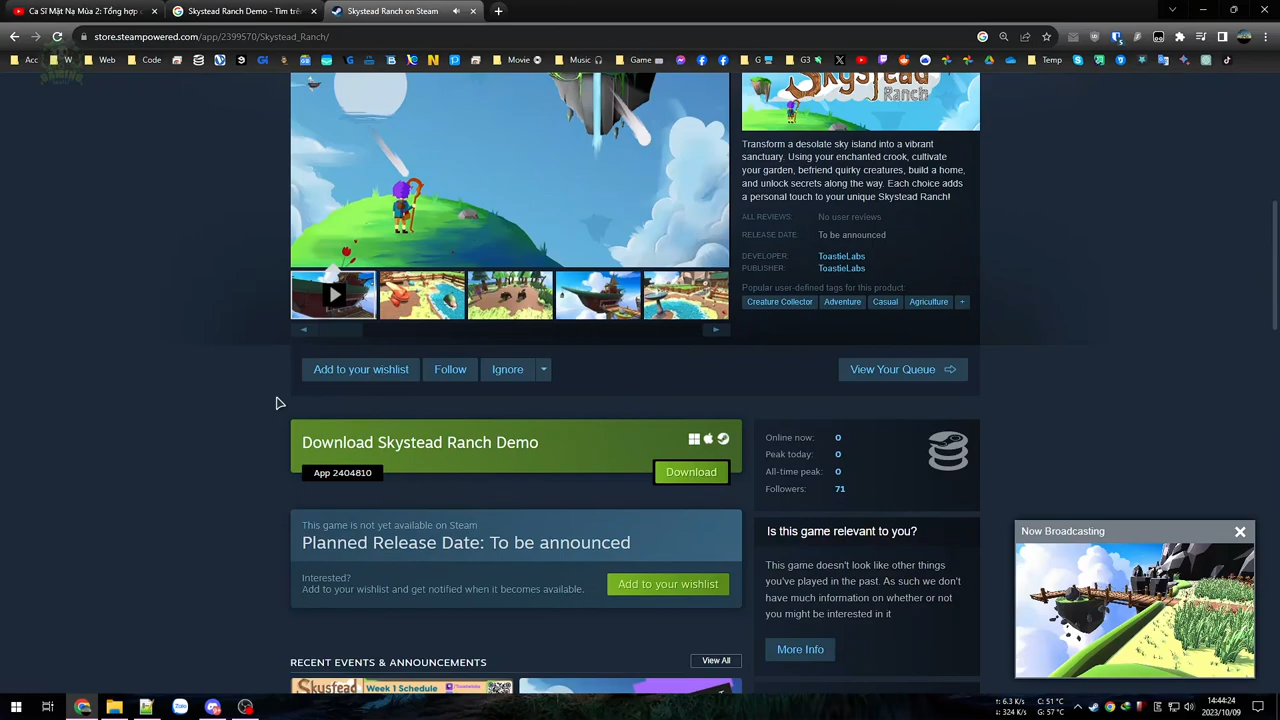 Ca Sĩ Mặt Nạ Mùa 2: Tổng hợp c
Skystead Ranch Demo - Tìm trên
Skystead Ranch on Steam
store.steampowered.com/app/2399570/Skystead_Ranch/
Acc
W
Web
Code
Movie
Music
Game
G3
Temp
GAMING
Skystead
Ranch
Transform a desolate sky island into a vibrant
sanctuary. Using your enchanted crook, cultivate
your garden, befriend quirky creatures, build a home,
and unlock secrets along the way. Each choice adds
a personal touch to your unique Skystead Ranch!
ALL REVIEWS: No user reviews
RELEASE DATE: To be announced
DEVELOPER: ToastieLabs
PUBLISHER: ToastieLabs
Popular user-defined tags for this product:
Creature Collector Adventure Casual Agriculture +
Add to your wishlist Follow Ignore View Your Queue
Download Skystead Ranch Demo
App 2404810
Download
Online now: 0
Peak today: 0
All-time peak: 0
Followers: 71
This game is not yet available on Steam
Planned Release Date: To be announced
Interested?
Add to your wishlist and get notified when it becomes available.
Add to your wishlist
Is this game relevant to you?
This game doesn't look like other things
you've played in the past. As such we don't
have much information on whether or not
you might be interested in it
More Info
Now Broadcasting
RECENT EVENTS & ANNOUNCEMENTS
View All
Skystead
Week 1 Schedule
t: 6.3 K/s C: 51 °C
↓: 324 K/s G: 57 °C
14:44:24
2023/10/09